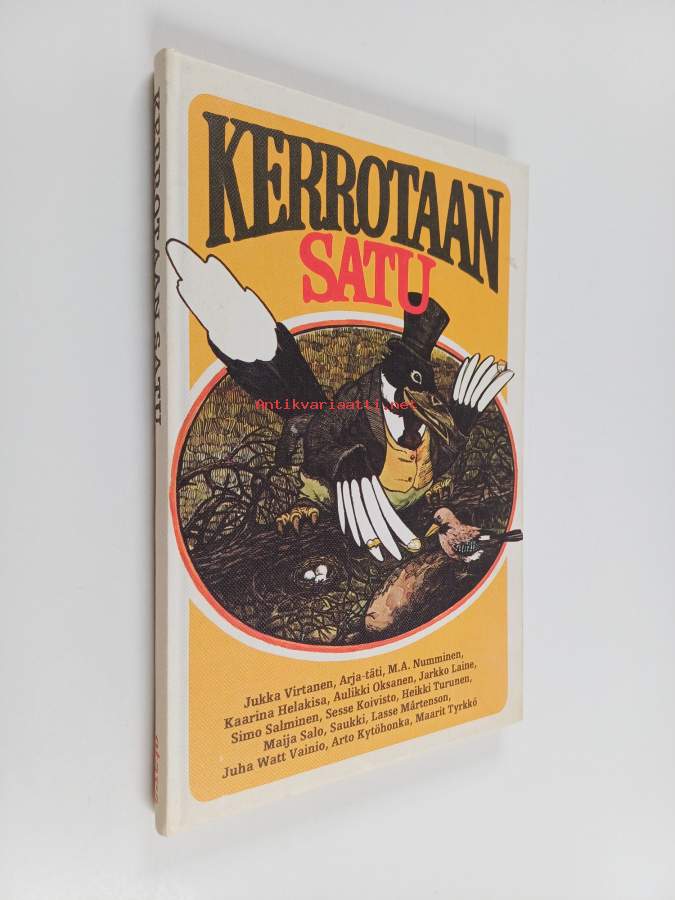 KERROTAAN
SATU
Antikvariaatti.net
Jukka Virtanen, Arja-täti, M.A. Numminen,
Kaarina Helakisa, Aulikki Oksanen, Jarkko Laine,
Simo Salminen, Sesse Koivisto, Heikki Turunen,
Maija Salo, Saukki, Lasse Mårtenson,
Juha Watt Vainio, Arto Kytöhonka, Maarit Tyrkkö
KERROTAAN SATU